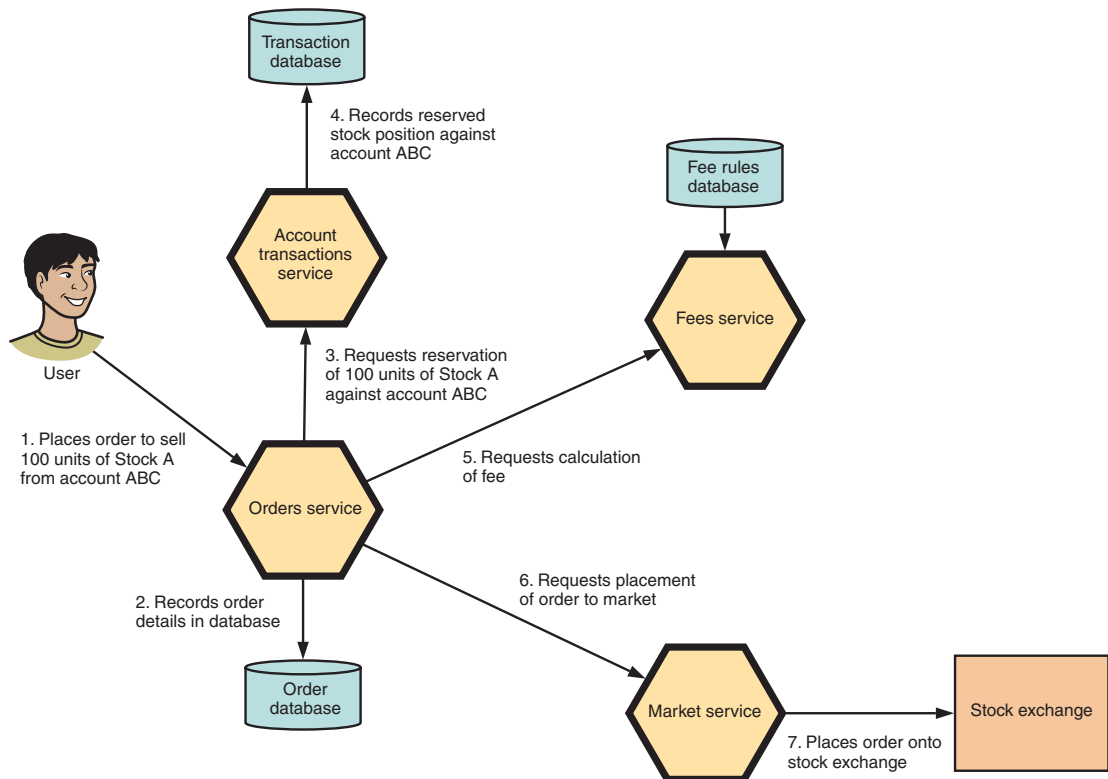 Transaction
database
4. Records reserved
stock position against
account ABC
Fee rules
database
Account
transactions
service
Fees service
User
3. Requests reservation
of 100 units of Stock A
against account ABC
1. Places order to sell
100 units of Stock A
from account ABC
5. Requests calculation
of fee
Orders service
6. Requests placement
of order to market
2. Records order
details in database
Order
database
Market service
Stock exchange
7. Places order onto
stock exchange